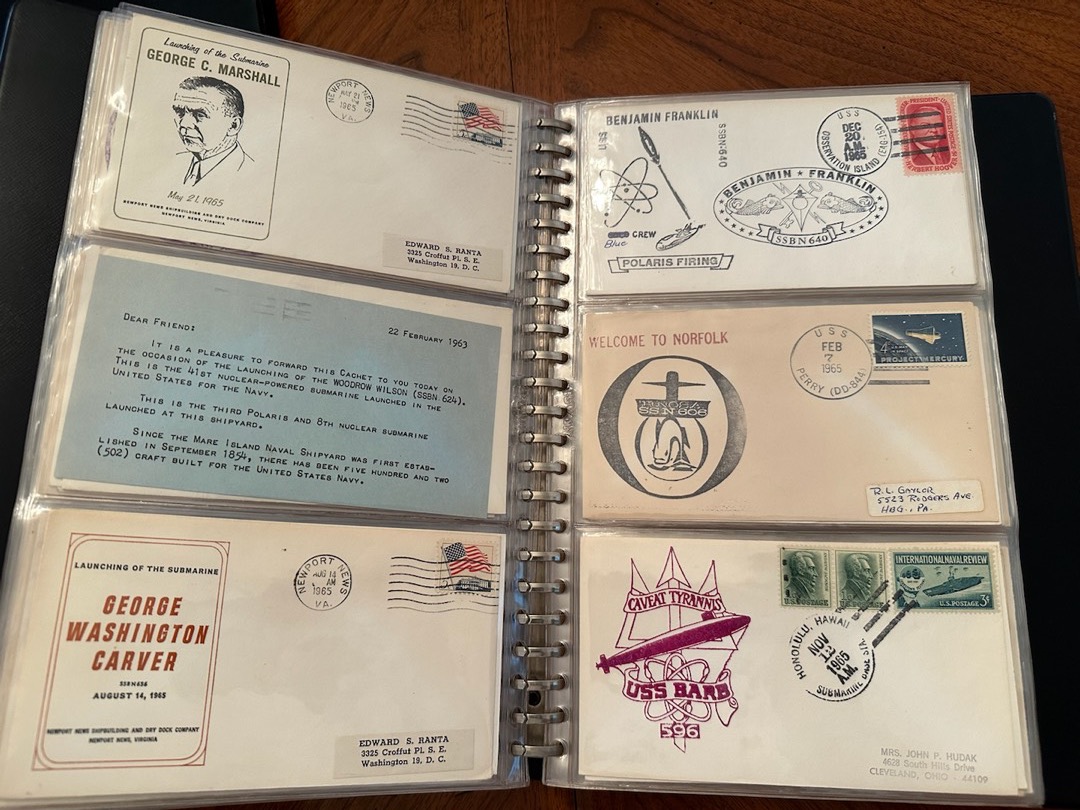 Launching of the Submarine
GEORGE C. MARSHALL
May 21, 1965
NEWPORT NEWS SHIPBUILDING AND DRY DOCK COMPANY
NEWPORT NEWS, VIRGINIA
NEWPORT NEWS
MAY 21
1965
VA.
EDWARD S. RANTA
3325 Croffut Pl. S. E.
Washington 19, D. C.
DEAR FRIEND:
22 FEBRUARY 1963
IT IS A PLEASURE TO FORWARD THIS CACHET TO YOU TODAY ON
THE OCCASION OF THE LAUNCHING OF THE WOODROW WILSON (SSBN 624).
THIS IS THE 41ST NUCLEAR-POWERED SUBMARINE LAUNCHED IN THE
UNITED STATES FOR THE NAVY.
THIS IS THE THIRD POLARIS AND 8TH NUCLEAR SUBMARINE
LAUNCHED AT THIS SHIPYARD.
SINCE THE MARE ISLAND NAVAL SHIPYARD WAS FIRST ESTAB-
LISHED IN SEPTEMBER 1854, THERE HAS BEEN FIVE HUNDRED AND TWO
(502) CRAFT BUILT FOR THE UNITED STATES NAVY.
LAUNCHING OF THE SUBMARINE
GEORGE
WASHINGTON
CARVER
SSBN656
AUGUST 14, 1965
NEWPORT NEWS SHIPBUILDING AND DRY DOCK COMPANY
NEWPORT NEWS, VIRGINIA
NEWPORT NEWS
AUG 14
AM
1965
VA.
EDWARD S. RANTA
3325 Croffut Pl. S. E.
Washington 19, D. C.
BENJAMIN FRANKLIN
SSBN-640
CREW
Blue
POLARIS FIRING
BENJAMIN ★ FRANKLIN
SSBN 640
USS
DEC
20
A.M.
1965
OBSERVATION ISLAND (EAG-154)
HERBERT HOOV
WELCOME TO NORFOLK
SSN 606
USS
FEB
7
1965
PERRY (DD-844)
4¢
PROJECT MERCURY
R.L. GAYLOR
5523 RODGERS AVE.
HBG., PA.
CAVEAT TYRANNIS
USS BARB
596
U.S. POSTAGE
U.S. POSTAGE
INTERNATIONAL NAVAL REVIEW
U.S. POSTAGE 3¢
HONOLULU, HAWAII
NOV
12
1965
A.M.
SUBMARINE BASE STA.
MRS. JOHN P. HUDAK
4628 South Hills Drive
CLEVELAND, OHIO - 44109